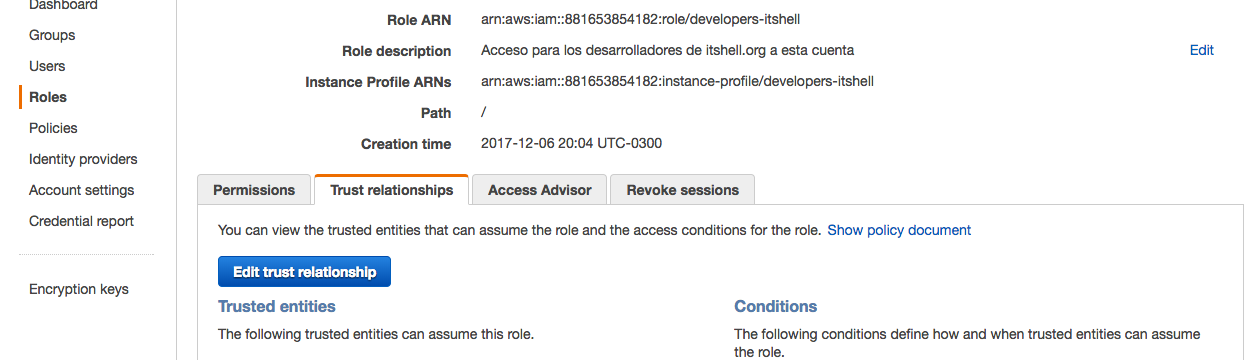 Dashboard
Groups
Users
Roles
Policies
Identity providers
Account settings
Credential report
Encryption keys
Role ARN arn:aws:iam::881653854182:role/developers-itshell
Role description Acceso para los desarrolladores de itshell.org a esta cuenta Edit
Instance Profile ARNs arn:aws:iam::881653854182:instance-profile/developers-itshell
Path /
Creation time 2017-12-06 20:04 UTC-0300
Permissions Trust relationships Access Advisor Revoke sessions
You can view the trusted entities that can assume the role and the access conditions for the role. Show policy document
Edit trust relationship
Trusted entities
The following trusted entities can assume this role.
Conditions
The following conditions define how and when trusted entities can assume
the role.